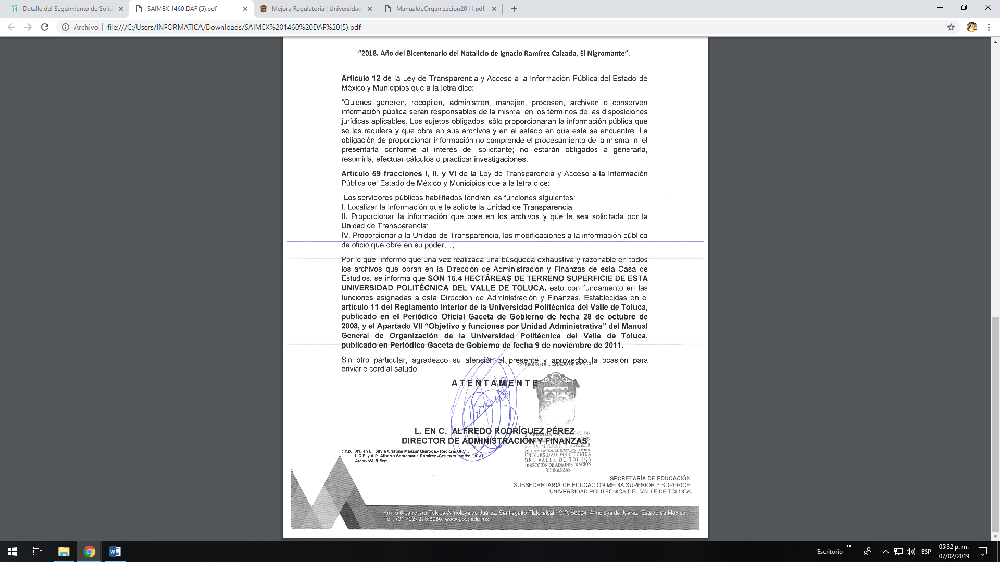 Detalle del Seguimiento de Solici
SAIMEX 1460 DAF (5).pdf
Mejora Regulatoria | Universidad
ManualdeOrganizacion2011.pdf
Archivo
file:///C:/Users/INFORMATICA/Downloads/SAIMEX%201460%20DAF%20(5).pdf
“2018. Año del Bicentenario del Natalicio de Ignacio Ramírez Calzada, El Nigromante”.
Artículo 12 de la Ley de Transparencia y Acceso a la Información Pública del Estado de
México y Municipios que a la letra dice:
“Quienes generen, recopilen, administren, manejen, procesen, archiven o conserven
información pública serán responsables de la misma, en los términos de las disposiciones
jurídicas aplicables. Los sujetos obligados, sólo proporcionaran la información pública que
se les requiera y que obre en sus archivos y en el estado en que esta se encuentre. La
obligación de proporcionar información no comprende el procesamiento de la misma, ni el
presentarla conforme al interés del solicitante; no estarán obligados a generarla,
resumirla, efectuar cálculos o practicar investigaciones.”
Artículo 59 fracciones I, II. y VI de la Ley de Transparencia y Acceso a la Información
Pública del Estado de México y Municipios que a la letra dice:
“Los servidores públicos habilitados tendrán las funciones siguientes:
I. Localizar la información que le solicite la Unidad de Transparencia;
II. Proporcionar la información que obre en los archivos y que le sea solicitada por la
Unidad de Transparencia;
IV. Proporcionar a la Unidad de Transparencia, las modificaciones a la información pública
de oficio que obre en su poder…;”
Por lo que, informo que una vez realizada una búsqueda exhaustiva y razonable en todos
los archivos que obran en la Dirección de Administración y Finanzas de esta Casa de
Estudios, se informa que SON 16.4 HECTÁREAS DE TERRENO SUPERFICIE DE ESTA
UNIVERSIDAD POLITÉCNICA DEL VALLE DE TOLUCA, esto con fundamento en las
funciones asignadas a esta Dirección de Administración y Finanzas. Establecidas en el
artículo 11 del Reglamento Interior de la Universidad Politécnica del Valle de Toluca,
publicado en el Periódico Oficial Gaceta de Gobierno de fecha 28 de octubre de
2008, y el Apartado VII “Objetivo y funciones por Unidad Administrativa” del Manual
General de Organización de la Universidad Politécnica del Valle de Toluca,
publicado en Periódico Gaceta de Gobierno de fecha 9 de noviembre de 2011.
Sin otro particular, agradezco su atención al presente y aprovecho la ocasión para
enviarle cordial saludo.
GOBIERNO DEL ESTADO DE MÉXICO
A T E N T A M E N T E
L. EN C. ALFREDO RODRÍGUEZ PÉREZ
DIRECTOR DE ADMINISTRACIÓN Y FINANZAS
SECRETARÍA DE EDUCACIÓN
MEDIA SUPERIOR Y SUPERIOR
DIRECCIÓN GENERAL DE EDUCACIÓN SUPERIOR
UNIVERSIDAD POLITÉCNICA
DEL VALLE DE TOLUCA
DIRECCIÓN DE ADMINISTRACIÓN
Y FINANZAS
c.c.p. Dra. en E. Silvia Cristina Manzur Quiroga.- Rectora, UPVT.
L.C.P. y A.P. Alberto Santamaría Ramírez.-Contralor Interno, UPVT
Archivo/ARP/lem.
SECRETARÍA DE EDUCACIÓN
SUBSECRETARÍA DE EDUCACIÓN MEDIA SUPERIOR Y SUPERIOR
UNIVERSIDAD POLITÉCNICA DEL VALLE DE TOLUCA
Km. 5.6 carretera Toluca-Almoloya de Juárez, Santiaguito Tlalcilalcali, C.P. 50904, Almoloya de Juárez, Estado de México.
Tel.: (01 722) 276 6060. www.upvt.edu.mx
Escritorio
ESP
05:32 p. m.
07/02/2019